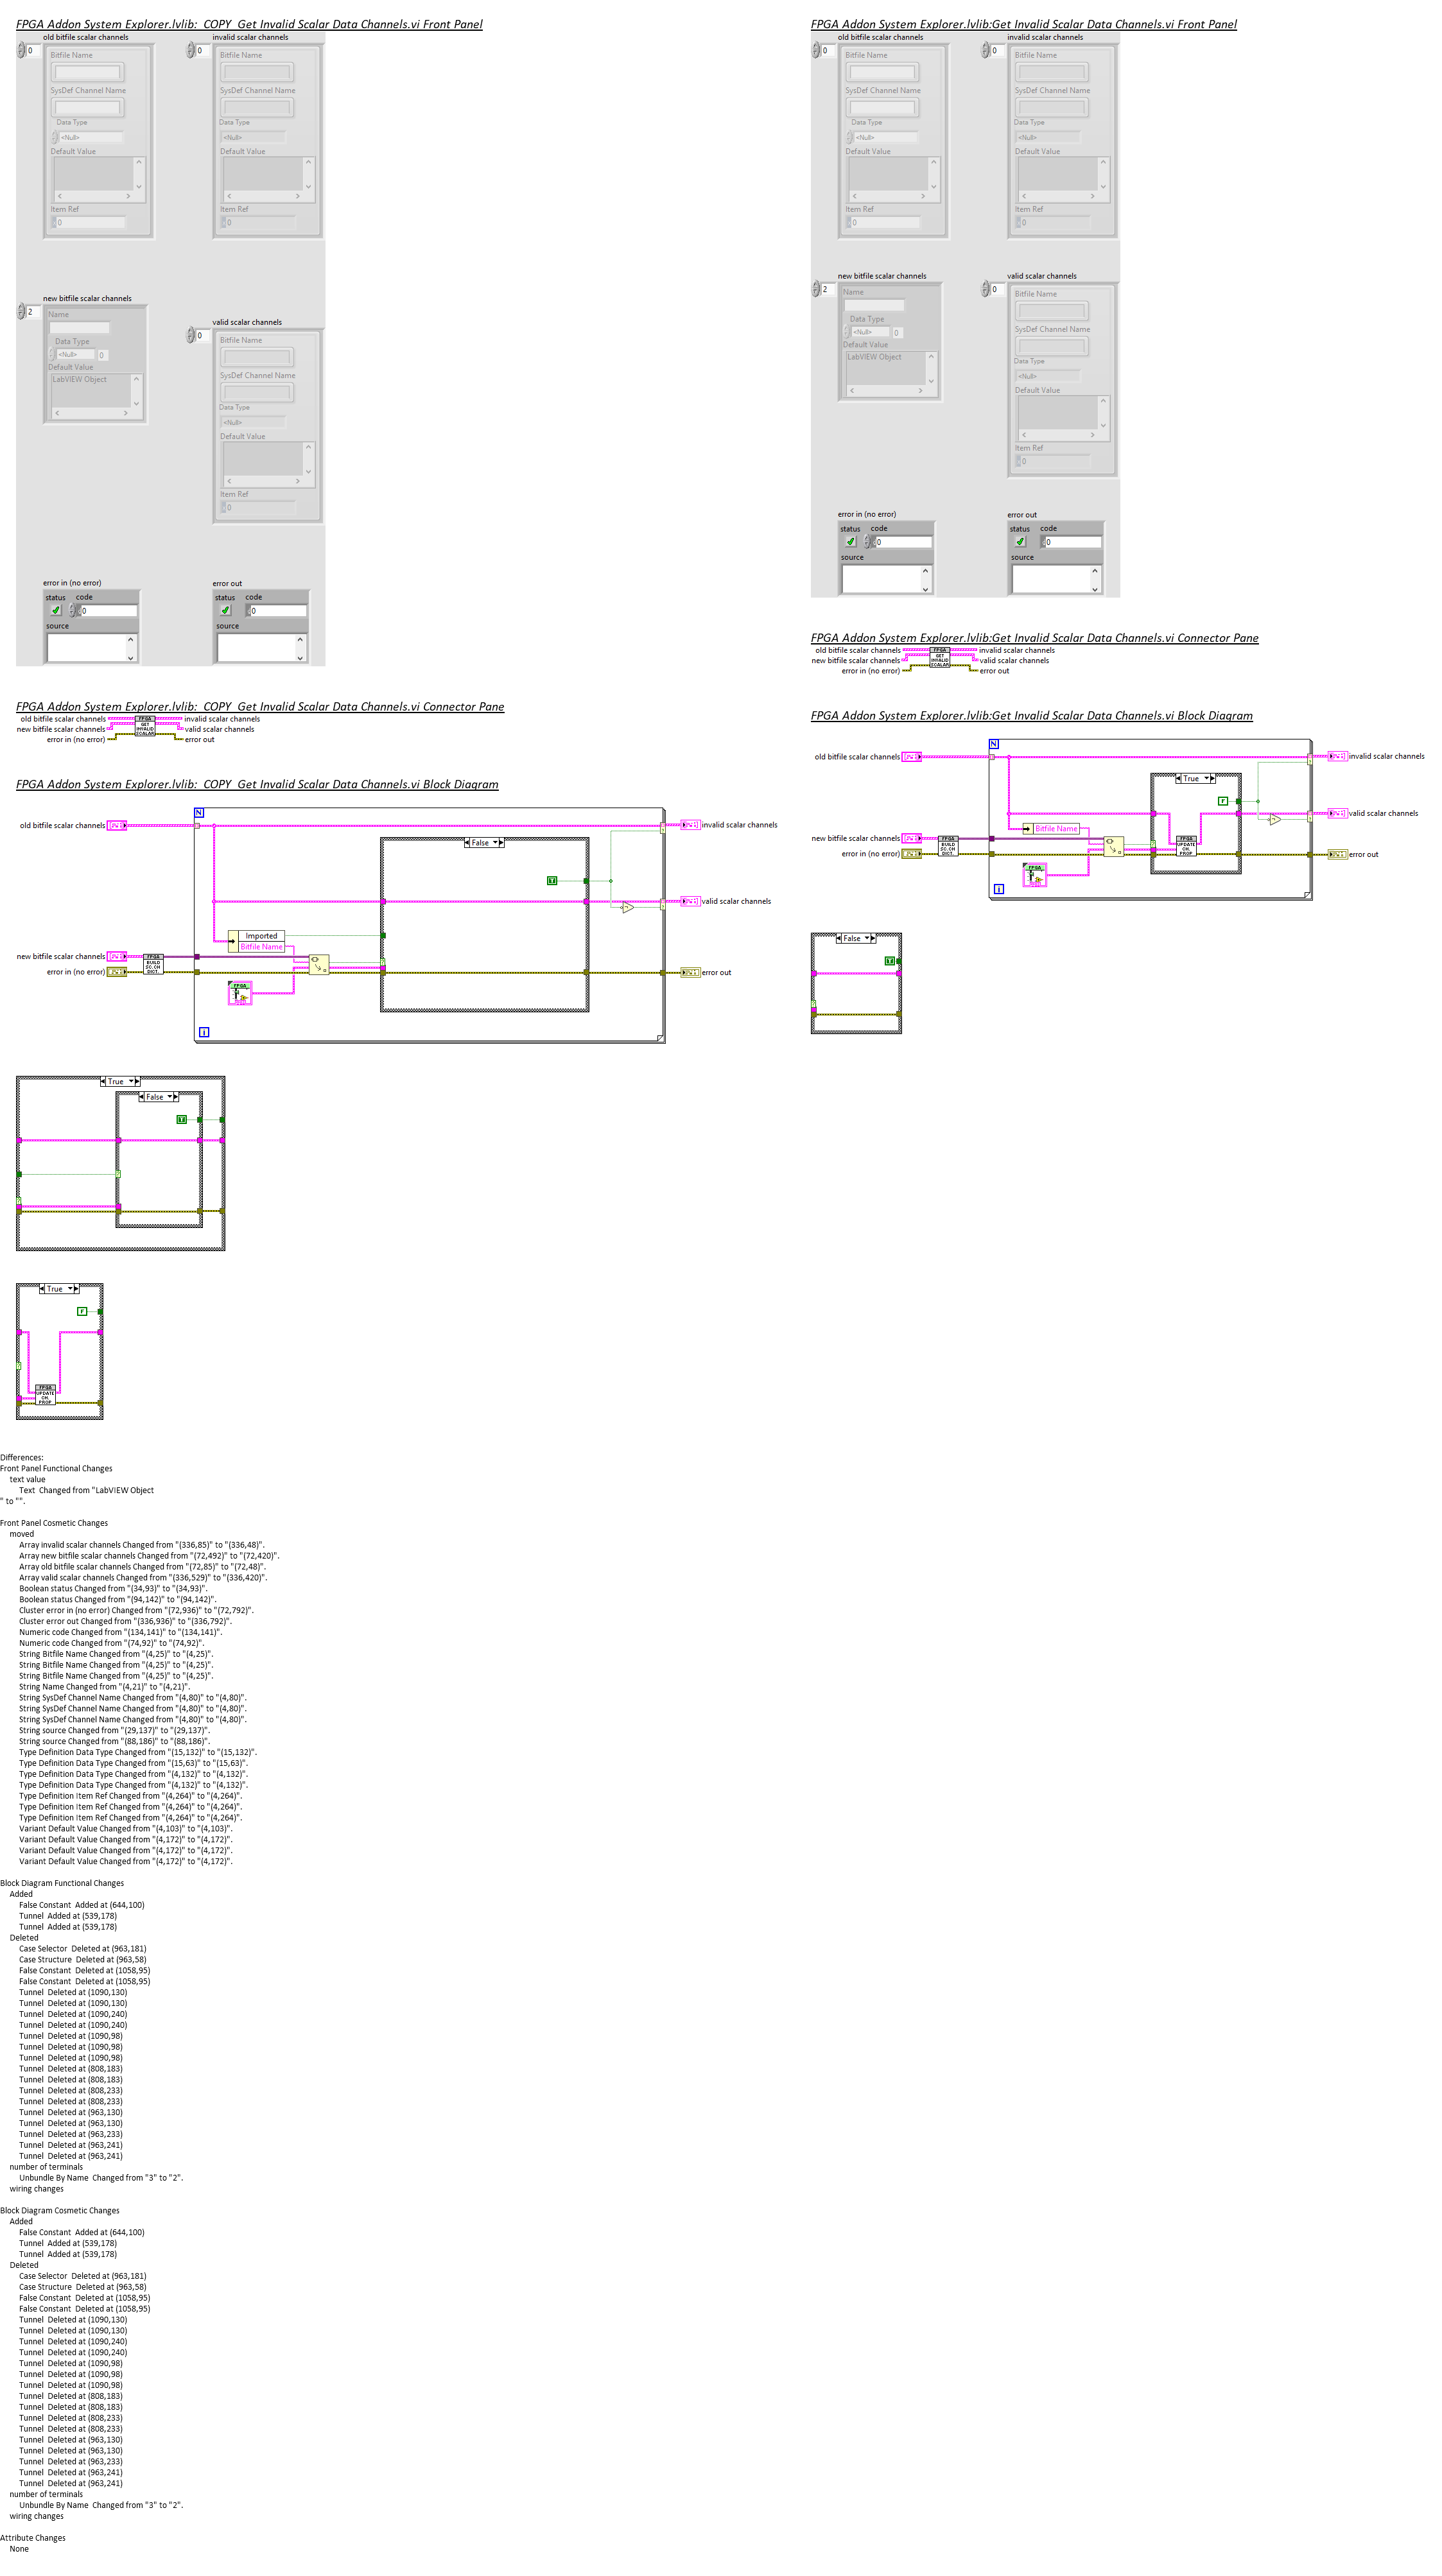 FPGA Addon System Explorer.lvlib:_COPY_Get Invalid Scalar Data Channels.vi Front Panel
old bitfile scalar channels
invalid scalar channels
0
0
Bitfile Name
Bitfile Name
SysDef Channel Name
SysDef Channel Name
Data Type
Data Type
<Null>
<Null>
Default Value
Default Value
Item Ref
Item Ref
0
0
new bitfile scalar channels
2
Name
valid scalar channels
0
Data Type
Bitfile Name
<Null>
0
Default Value
SysDef Channel Name
LabVIEW Object
Data Type
<Null>
Default Value
Item Ref
0
error in (no error)
error out
status code
status code
0
0
source
source
FPGA Addon System Explorer.lvlib:_COPY_Get Invalid Scalar Data Channels.vi Connector Pane
old bitfile scalar channels
invalid scalar channels
new bitfile scalar channels
valid scalar channels
error in (no error)
error out
FPGA
GET
INVALID
SCALAR
FPGA Addon System Explorer.lvlib:_COPY_Get Invalid Scalar Data Channels.vi Block Diagram
N
old bitfile scalar channels
invalid scalar channels
False
T
valid scalar channels
Imported
Bitfile Name
new bitfile scalar channels
FPGA
BUILD
SC.CH
DICT.
error in (no error)
error out
FPGA
i
True
False
T
True
F
FPGA
UPDATE
CH.
PROP
FPGA Addon System Explorer.lvlib:Get Invalid Scalar Data Channels.vi Front Panel
old bitfile scalar channels
invalid scalar channels
0
0
Bitfile Name
Bitfile Name
SysDef Channel Name
SysDef Channel Name
Data Type
Data Type
<Null>
<Null>
Default Value
Default Value
Item Ref
Item Ref
0
0
new bitfile scalar channels
valid scalar channels
2
0
Name
Bitfile Name
Data Type
SysDef Channel Name
<Null>
0
Default Value
LabVIEW Object
Data Type
<Null>
Default Value
Item Ref
0
error in (no error)
error out
status code
status code
0
0
source
source
FPGA Addon System Explorer.lvlib:Get Invalid Scalar Data Channels.vi Connector Pane
old bitfile scalar channels
invalid scalar channels
new bitfile scalar channels
valid scalar channels
error in (no error)
error out
FPGA
GET
INVALID
SCALAR
FPGA Addon System Explorer.lvlib:Get Invalid Scalar Data Channels.vi Block Diagram
N
old bitfile scalar channels
invalid scalar channels
True
F
valid scalar channels
Bitfile Name
new bitfile scalar channels
FPGA
BUILD
SC.CH
DICT.
FPGA
UPDATE
CH.
PROP
error in (no error)
error out
FPGA
i
False
T
Differences:
Front Panel Functional Changes
text value
Text Changed from "LabVIEW Object
" to "".
Front Panel Cosmetic Changes
moved
Array invalid scalar channels Changed from "(336,85)" to "(336,48)".
Array new bitfile scalar channels Changed from "(72,492)" to "(72,420)".
Array old bitfile scalar channels Changed from "(72,85)" to "(72,48)".
Array valid scalar channels Changed from "(336,529)" to "(336,420)".
Boolean status Changed from "(34,93)" to "(34,93)".
Boolean status Changed from "(94,142)" to "(94,142)".
Cluster error in (no error) Changed from "(72,936)" to "(72,792)".
Cluster error out Changed from "(336,936)" to "(336,792)".
Numeric code Changed from "(134,141)" to "(134,141)".
Numeric code Changed from "(74,92)" to "(74,92)".
String Bitfile Name Changed from "(4,25)" to "(4,25)".
String Bitfile Name Changed from "(4,25)" to "(4,25)".
String Bitfile Name Changed from "(4,25)" to "(4,25)".
String Name Changed from "(4,21)" to "(4,21)".
String SysDef Channel Name Changed from "(4,80)" to "(4,80)".
String SysDef Channel Name Changed from "(4,80)" to "(4,80)".
String SysDef Channel Name Changed from "(4,80)" to "(4,80)".
String source Changed from "(29,137)" to "(29,137)".
String source Changed from "(88,186)" to "(88,186)".
Type Definition Data Type Changed from "(15,132)" to "(15,132)".
Type Definition Data Type Changed from "(15,63)" to "(15,63)".
Type Definition Data Type Changed from "(4,132)" to "(4,132)".
Type Definition Data Type Changed from "(4,132)" to "(4,132)".
Type Definition Item Ref Changed from "(4,264)" to "(4,264)".
Type Definition Item Ref Changed from "(4,264)" to "(4,264)".
Type Definition Item Ref Changed from "(4,264)" to "(4,264)".
Variant Default Value Changed from "(4,103)" to "(4,103)".
Variant Default Value Changed from "(4,172)" to "(4,172)".
Variant Default Value Changed from "(4,172)" to "(4,172)".
Variant Default Value Changed from "(4,172)" to "(4,172)".
Block Diagram Functional Changes
Added
False Constant Added at (644,100)
Tunnel Added at (539,178)
Tunnel Added at (539,178)
Deleted
Case Selector Deleted at (963,181)
Case Structure Deleted at (963,58)
False Constant Deleted at (1058,95)
False Constant Deleted at (1058,95)
Tunnel Deleted at (1090,130)
Tunnel Deleted at (1090,130)
Tunnel Deleted at (1090,240)
Tunnel Deleted at (1090,240)
Tunnel Deleted at (1090,98)
Tunnel Deleted at (1090,98)
Tunnel Deleted at (1090,98)
Tunnel Deleted at (808,183)
Tunnel Deleted at (808,183)
Tunnel Deleted at (808,233)
Tunnel Deleted at (808,233)
Tunnel Deleted at (963,130)
Tunnel Deleted at (963,130)
Tunnel Deleted at (963,233)
Tunnel Deleted at (963,241)
Tunnel Deleted at (963,241)
number of terminals
Unbundle By Name Changed from "3" to "2".
wiring changes
Block Diagram Cosmetic Changes
Added
False Constant Added at (644,100)
Tunnel Added at (539,178)
Tunnel Added at (539,178)
Deleted
Case Selector Deleted at (963,181)
Case Structure Deleted at (963,58)
False Constant Deleted at (1058,95)
False Constant Deleted at (1058,95)
Tunnel Deleted at (1090,130)
Tunnel Deleted at (1090,130)
Tunnel Deleted at (1090,240)
Tunnel Deleted at (1090,240)
Tunnel Deleted at (1090,98)
Tunnel Deleted at (1090,98)
Tunnel Deleted at (1090,98)
Tunnel Deleted at (808,183)
Tunnel Deleted at (808,183)
Tunnel Deleted at (808,233)
Tunnel Deleted at (808,233)
Tunnel Deleted at (963,130)
Tunnel Deleted at (963,130)
Tunnel Deleted at (963,233)
Tunnel Deleted at (963,241)
Tunnel Deleted at (963,241)
number of terminals
Unbundle By Name Changed from "3" to "2".
wiring changes
Attribute Changes
None